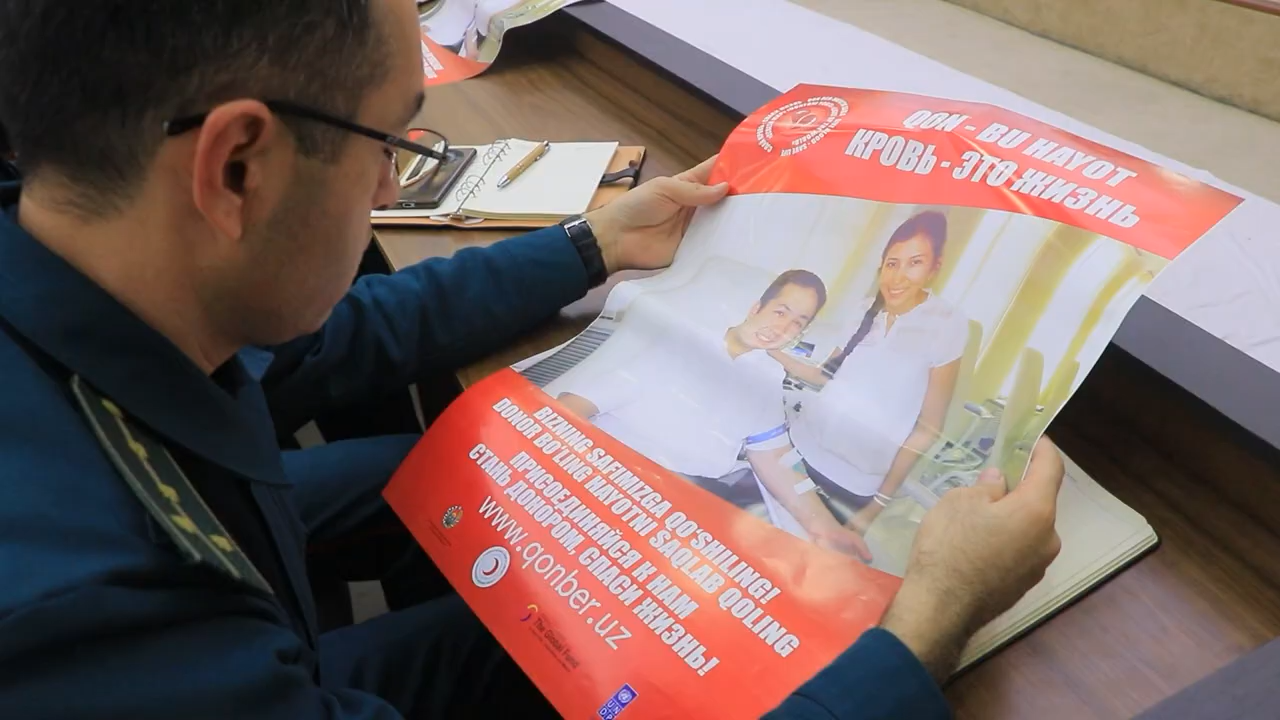 QON - BU HAYOT
КРОВЬ - ЭТО ЖИЗНЬ
BIZNING SAFIMIZGA QO'SHILING!
DONOR BO'LING HAYOTNI SAQLAB QOLING
ПРИСОЕДИНЯЙСЯ К НАМ
СТАНЬ ДОНОРОМ, СПАСИ ЖИЗНЬ!
www.qonber.uz
The Global Fund
UNDP